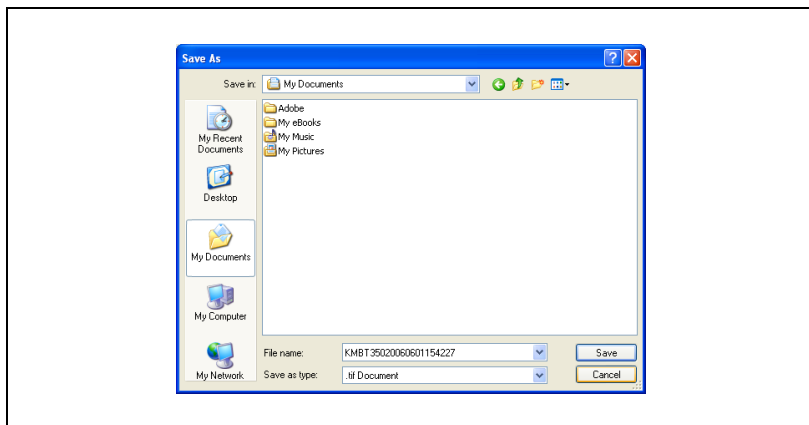 Save As
Save in:
My Documents
Adobe
My eBooks
My Music
My Pictures
My Recent
Documents
Desktop
My Documents
My Computer
My Network
File name:
KMBT35020060601154227
Save
Save as type:
.tif Document
Cancel